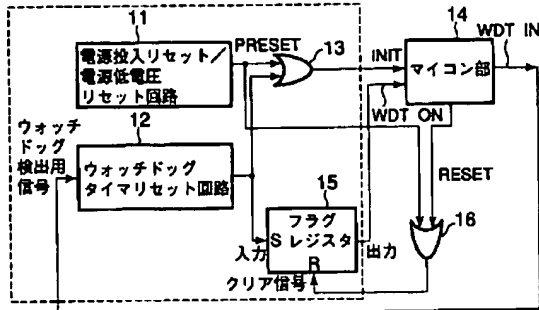 11
電源投入リセット／
電源低電圧
リセット回路
PRESET
13
INIT
14
マイコン部
WDT IN
WDT ON
ウォッチ
ドッグ
検出用
信号
12
ウォッチドッグ
タイマリセット回路
15
フラグ
S レジスタ
R
入力
出力
クリア信号
RESET
16